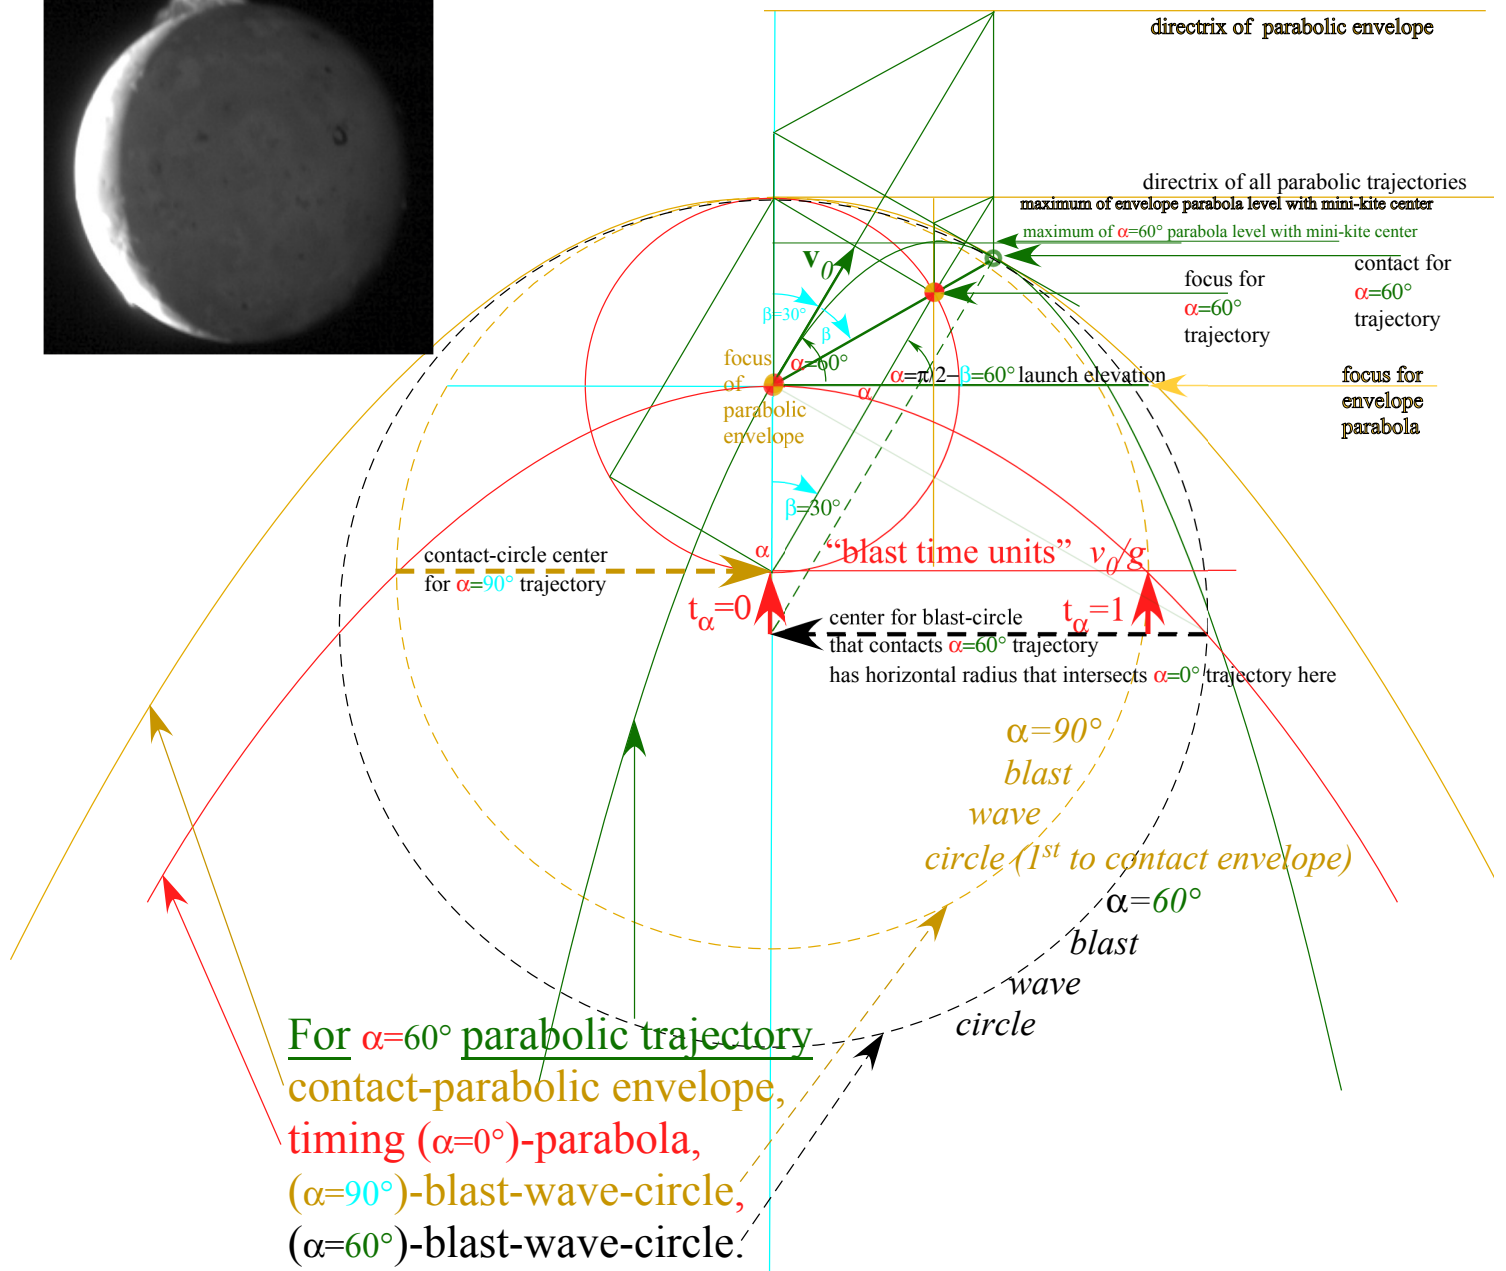 directrix of parabolic envelope
directrix of all parabolic trajectories
maximum of envelope parabola level with mini-kite center
maximum of α=60° parabola level with mini-kite center
v0
contact for
α=60°
trajectory
focus for
α=60°
trajectory
β=30°
β
focus
of
parabolic
envelope
α=60°
α=π/2−β=60° launch elevation
α
focus for
envelope
parabola
β=30°
contact-circle center
for α=90° trajectory
α
“blast time units” v0/g
tα=0
tα=1
center for blast-circle
that contacts α=60° trajectory
has horizontal radius that intersects α=0° trajectory here
α=90°
blast
wave
circle (1st to contact envelope)
α=60°
blast
wave
circle
For α=60° parabolic trajectory
contact-parabolic envelope,
timing (α=0°)-parabola,
(α=90°)-blast-wave-circle,
(α=60°)-blast-wave-circle.